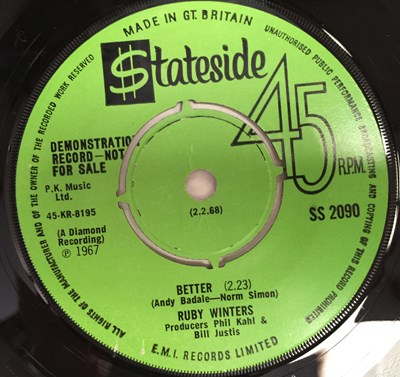 MADE IN GT. BRITAIN
$tateside
45
R.P.M.
DEMONSTRATION
RECORD—NOT
FOR SALE
P.K. Music
Ltd.
45-KR-8195
(A Diamond
Recording)
℗ 1967
(2.2.68)
SS 2090
BETTER (2.23)
(Andy Badale—Norm Simon)
RUBY WINTERS
Producers Phil Kahl &
Bill Justis
E.M.I. RECORDS LIMITED
ALL RIGHTS OF THE MANUFACTURER AND OF THE OWNER OF THE RECORDED WORK RESERVED
UNAUTHORISED PUBLIC PERFORMANCE BROADCASTING AND COPYING OF THIS RECORD PROHIBITED